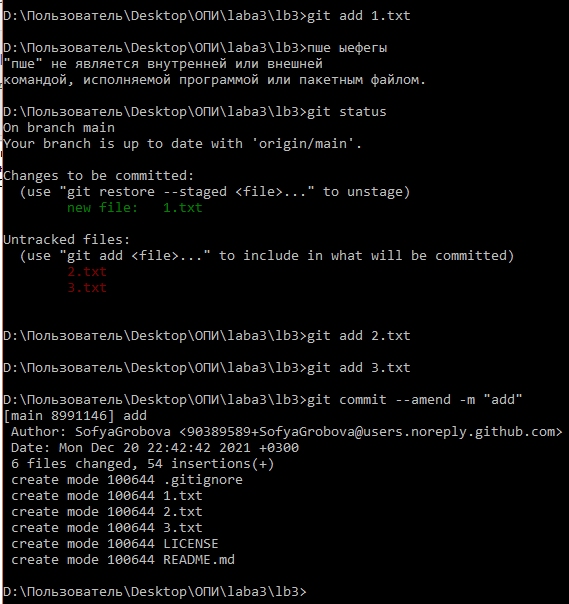 D:\Пользователь\Desktop\ОПИ\laba3\lb3>git add 1.txt
D:\Пользователь\Desktop\ОПИ\laba3\lb3>пше ыефегы
"пше" не является внутренней или внешней
командой, исполняемой программой или пакетным файлом.
D:\Пользователь\Desktop\ОПИ\laba3\lb3>git status
On branch main
Your branch is up to date with 'origin/main'.
Changes to be committed:
  (use "git restore --staged <file>..." to unstage)
        new file:   1.txt
Untracked files:
  (use "git add <file>..." to include in what will be committed)
        2.txt
        3.txt
D:\Пользователь\Desktop\ОПИ\laba3\lb3>git add 2.txt
D:\Пользователь\Desktop\ОПИ\laba3\lb3>git add 3.txt
D:\Пользователь\Desktop\ОПИ\laba3\lb3>git commit --amend -m "add"
[main 8991146] add
 Author: SofyaGrobova <90389589+SofyaGrobova@users.noreply.github.com>
 Date: Mon Dec 20 22:42:42 2021 +0300
 6 files changed, 54 insertions(+)
 create mode 100644 .gitignore
 create mode 100644 1.txt
 create mode 100644 2.txt
 create mode 100644 3.txt
 create mode 100644 LICENSE
 create mode 100644 README.md
D:\Пользователь\Desktop\ОПИ\laba3\lb3>